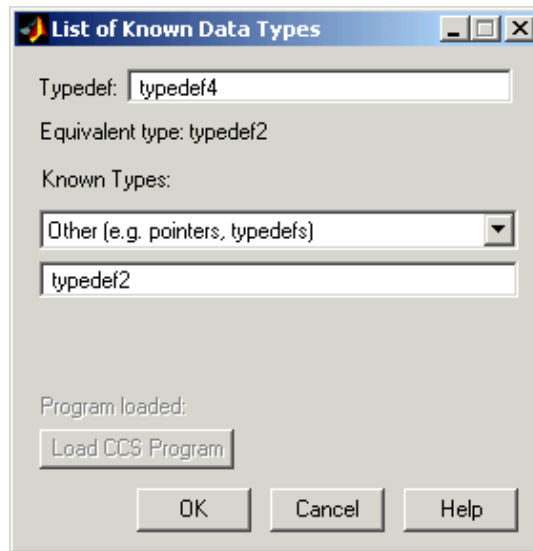 List of Known Data Types
Typedef: typedef4
Equivalent type: typedef2
Known Types:
Other (e.g. pointers, typedefs)
typedef2
Program loaded:
Load CCS Program
OK Cancel Help